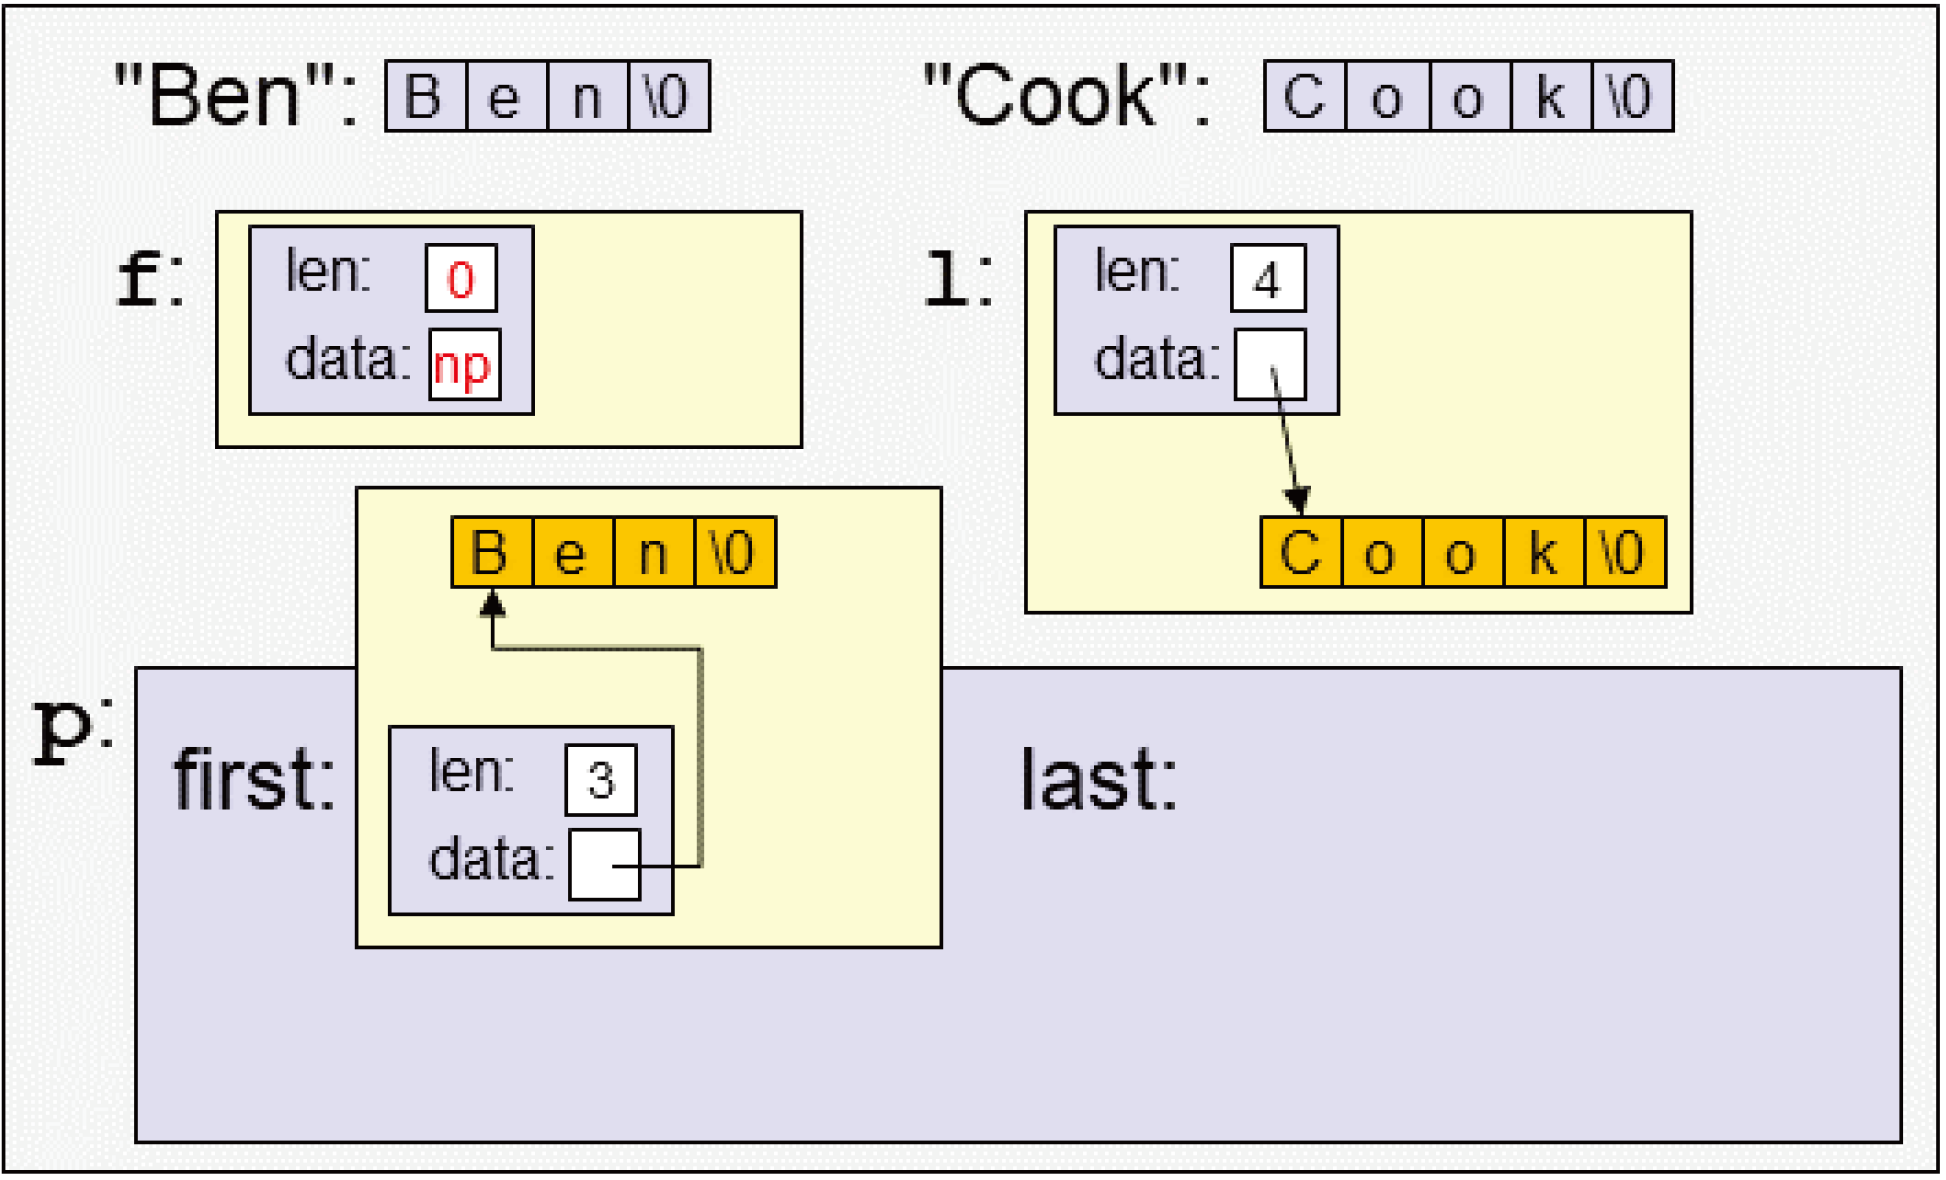 "Ben": B e n \0 "Cook": C o o k \0
f: len: 0 l: len: 4
data: np data:
B e n \0 C o o k \0
p: first: len: 3 last:
data: